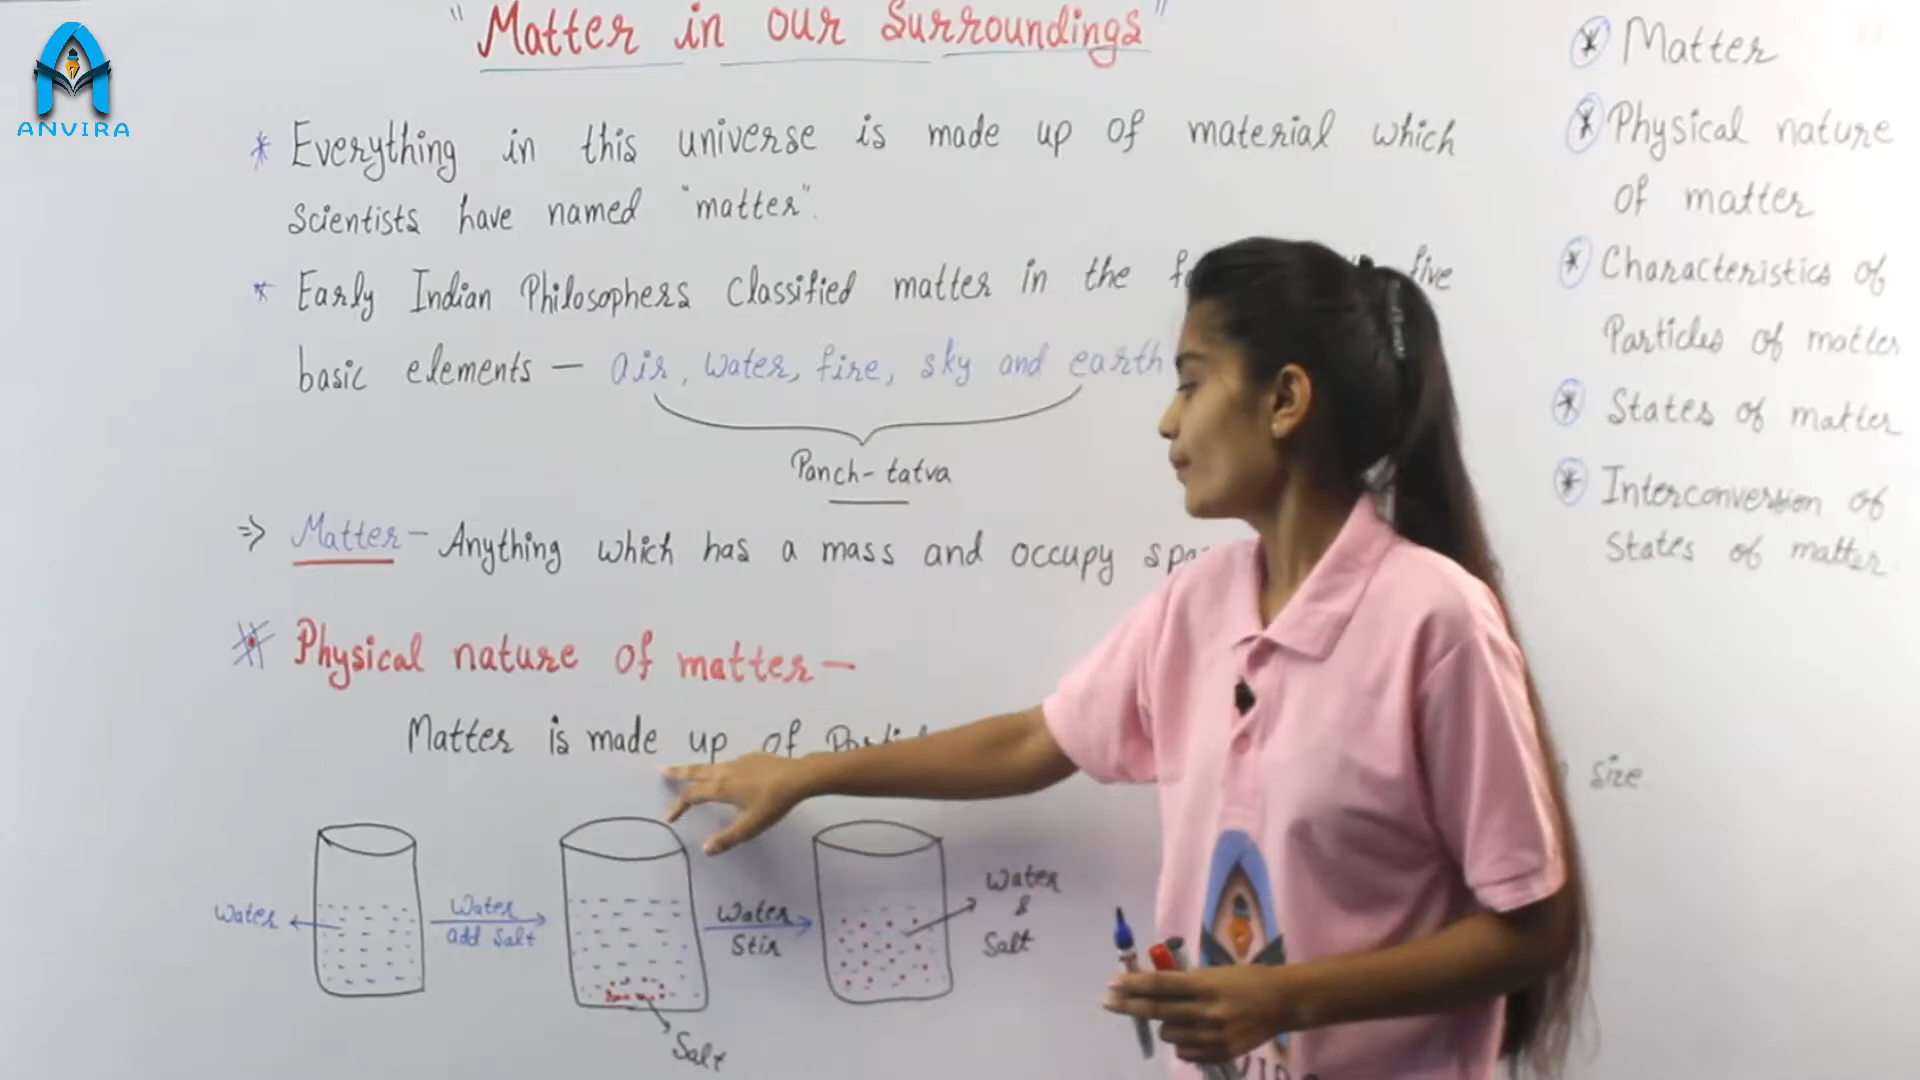 ANVIRA
"Matter in our Surroundings"
* Everything in this universe is made up of material which
Scientists have named "matter".
* Early Indian Philosophers classified matter in the five
basic elements - air, water, fire, sky and earth
Panch-tatva
⇒ Matter - Anything which has a mass and occupy
Physical nature of matter -
Matter is made up of
Water
Water
add Salt
Salt
Water
Stir
Water
&
Salt
size
* Matter
* Physical nature
of matter
* Characteristics of
Particles of matter
* States of matter
* Interconversion of
States of matter